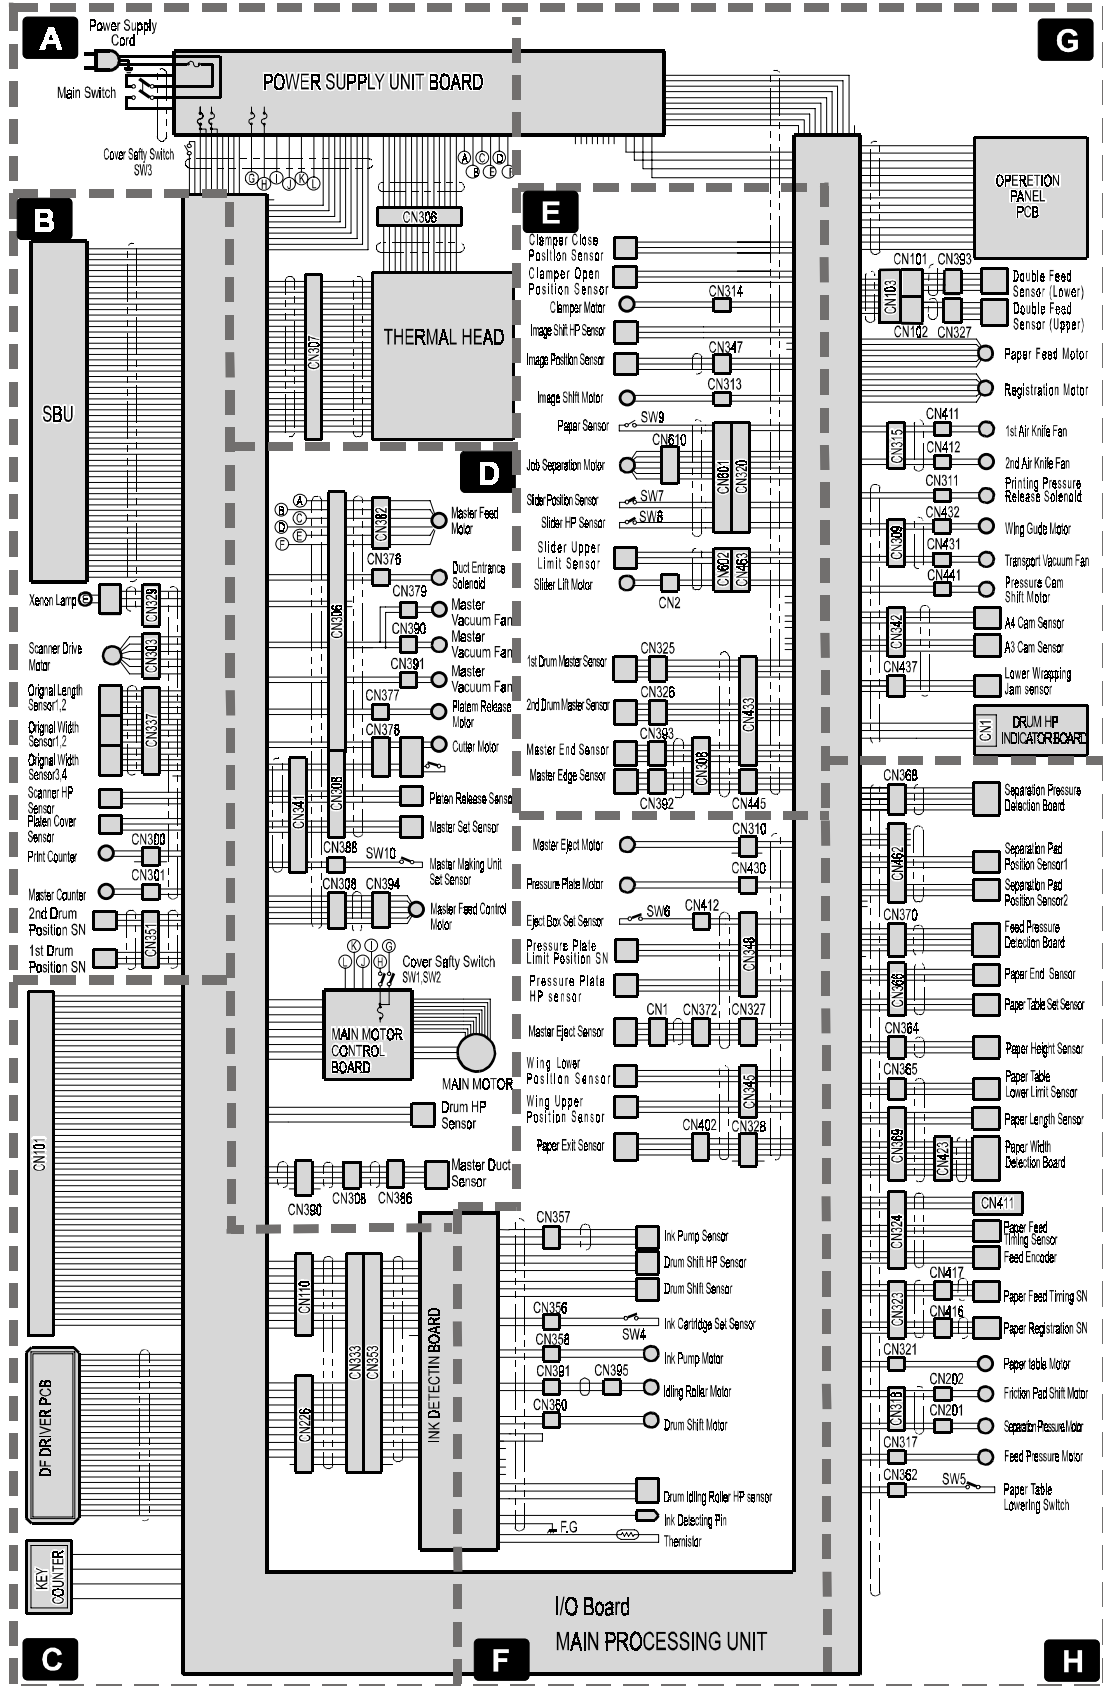 A
Power Supply
Cord
Main Switch
POWER SUPPLY UNIT BOARD
Cover Safty Switch
SW3
G
H
I
J
K
L
A
C
D
B
E
F
CN306
G
OPERETION
PANEL
PCB
CN101
CN393
CN103
CN102
CN327
Double Feed
Sensor (Lower)
Double Feed
Sensor (Upper)
Paper Feed Motor
Registration Motor
CN411
CN315
CN412
1st Air Knife Fan
2nd Air Knife Fan
CN311
Printing Pressure
Release Solenoid
CN432
CN309
CN431
Wing Gude Motor
Transport Vacuum Fan
CN441
Pressure Cam
Shift Motor
CN342
A4 Cam Sensor
A3 Cam Sensor
CN437
Lower Wrapping
Jam sensor
CN1
DRUM HP
INDICATOR BOARD
B
SBU
CN307
THERMAL HEAD
Xenon Lamp
CN329
Scanner Drive
Motor
CN303
Orignal Length
Sensor1,2
Orignal Width
Sensor1,2
Orignal Width
Sensor3,4
CN337
Scanner HP
Sensor
Platen Cover
Sensor
CN300
Print Counter
CN301
Master Counter
2nd Drum
Position SN
CN351
1st Drum
Position SN
D
A
B
C
D
E
F
CN306
CN382
Master Feed
Motor
CN376
Duct Entrance
Solenoid
CN379
Master
Vacuum Fan
CN390
Master
Vacuum Fan
CN391
Master
Vacuum Fan
CN377
Platem Release
Motor
CN378
Cutter Motor
CN341
CN308
Platen Release Sensor
Master Set Sensor
CN388
SW10
Master Making Unit
Set Sensor
CN308
CN394
Master Feed Control
Motor
K
I
G
L
J
H
Cover Safty Switch
SW1,SW2
MAIN MOTOR
CONTROL
BOARD
MAIN MOTOR
Drum HP
Sensor
Master Duct
Sensor
CN390
CN308
CN386
E
Clamper Close
Position Sensor
Clamper Open
Position Sensor
CN314
Clamper Motor
Image Shift HP Sensor
CN347
Image Position Sensor
CN313
Image Shift Motor
Paper Sensor
SW9
CN610
Job Separation Motor
CN601
CN320
Slider Position Sensor
SW7
Slider HP Sensor
SW8
Slider Upper
Limit Sensor
CN602
CN463
Slider Lift Motor
CN2
1st Drum Master Sensor
CN325
CN326
2nd Drum Master Sensor
CN433
CN393
Master End Sensor
CN308
Master Edge Sensor
CN392
CN445
CN310
Master Eject Motor
CN430
Pressure Plate Motor
Eject Box Set Sensor
SW6
CN412
Pressure Plate
Limit Position SN
CN348
Pressure Plate
HP sensor
CN1
CN372
CN327
Master Eject Sensor
Wing Lower
Position Sensor
CN345
Wing Upper
Position Sensor
CN402
CN328
Paper Exit Sensor
CN101
DF DRIVER PCB
KEY
COUNTER
C
CN110
CN333
CN353
CN226
INK DETECTIN BOARD
CN357
Ink Pump Sensor
Drum Shift HP Sensor
Drum Shift Sensor
CN356
SW4
Ink Cartridge Set Sensor
CN358
Ink Pump Motor
CN391
CN395
Idling Roller Motor
CN360
Drum Shift Motor
Drum Idling Roller HP sensor
Ink Detecting Pin
F.G
Thernistor
I/O Board
MAIN PROCESSING UNIT
F
CN368
Separation Pressure
Detection Board
CN462
Separation Pad
Position Sensor1
Separation Pad
Position Sensor2
CN370
Feed Pressure
Detection Board
CN366
Paper End Sensor
Paper Table Set Sensor
CN364
Paper Height Sensor
CN365
Paper Table
Lower Limit Sensor
CN369
Paper Length Sensor
CN423
Paper Width
Detection Board
CN324
CN411
Paper Feed
Timing Sensor
Feed Encoder
CN323
CN417
Paper Feed Timing SN
CN416
Paper Registration SN
CN321
Paper table Motor
CN318
CN202
Friction Pad Shift Motor
CN201
Separation Pressure Motor
CN317
Feed Pressure Motor
CN362
SW5
Paper Table
Lowering Switch
H